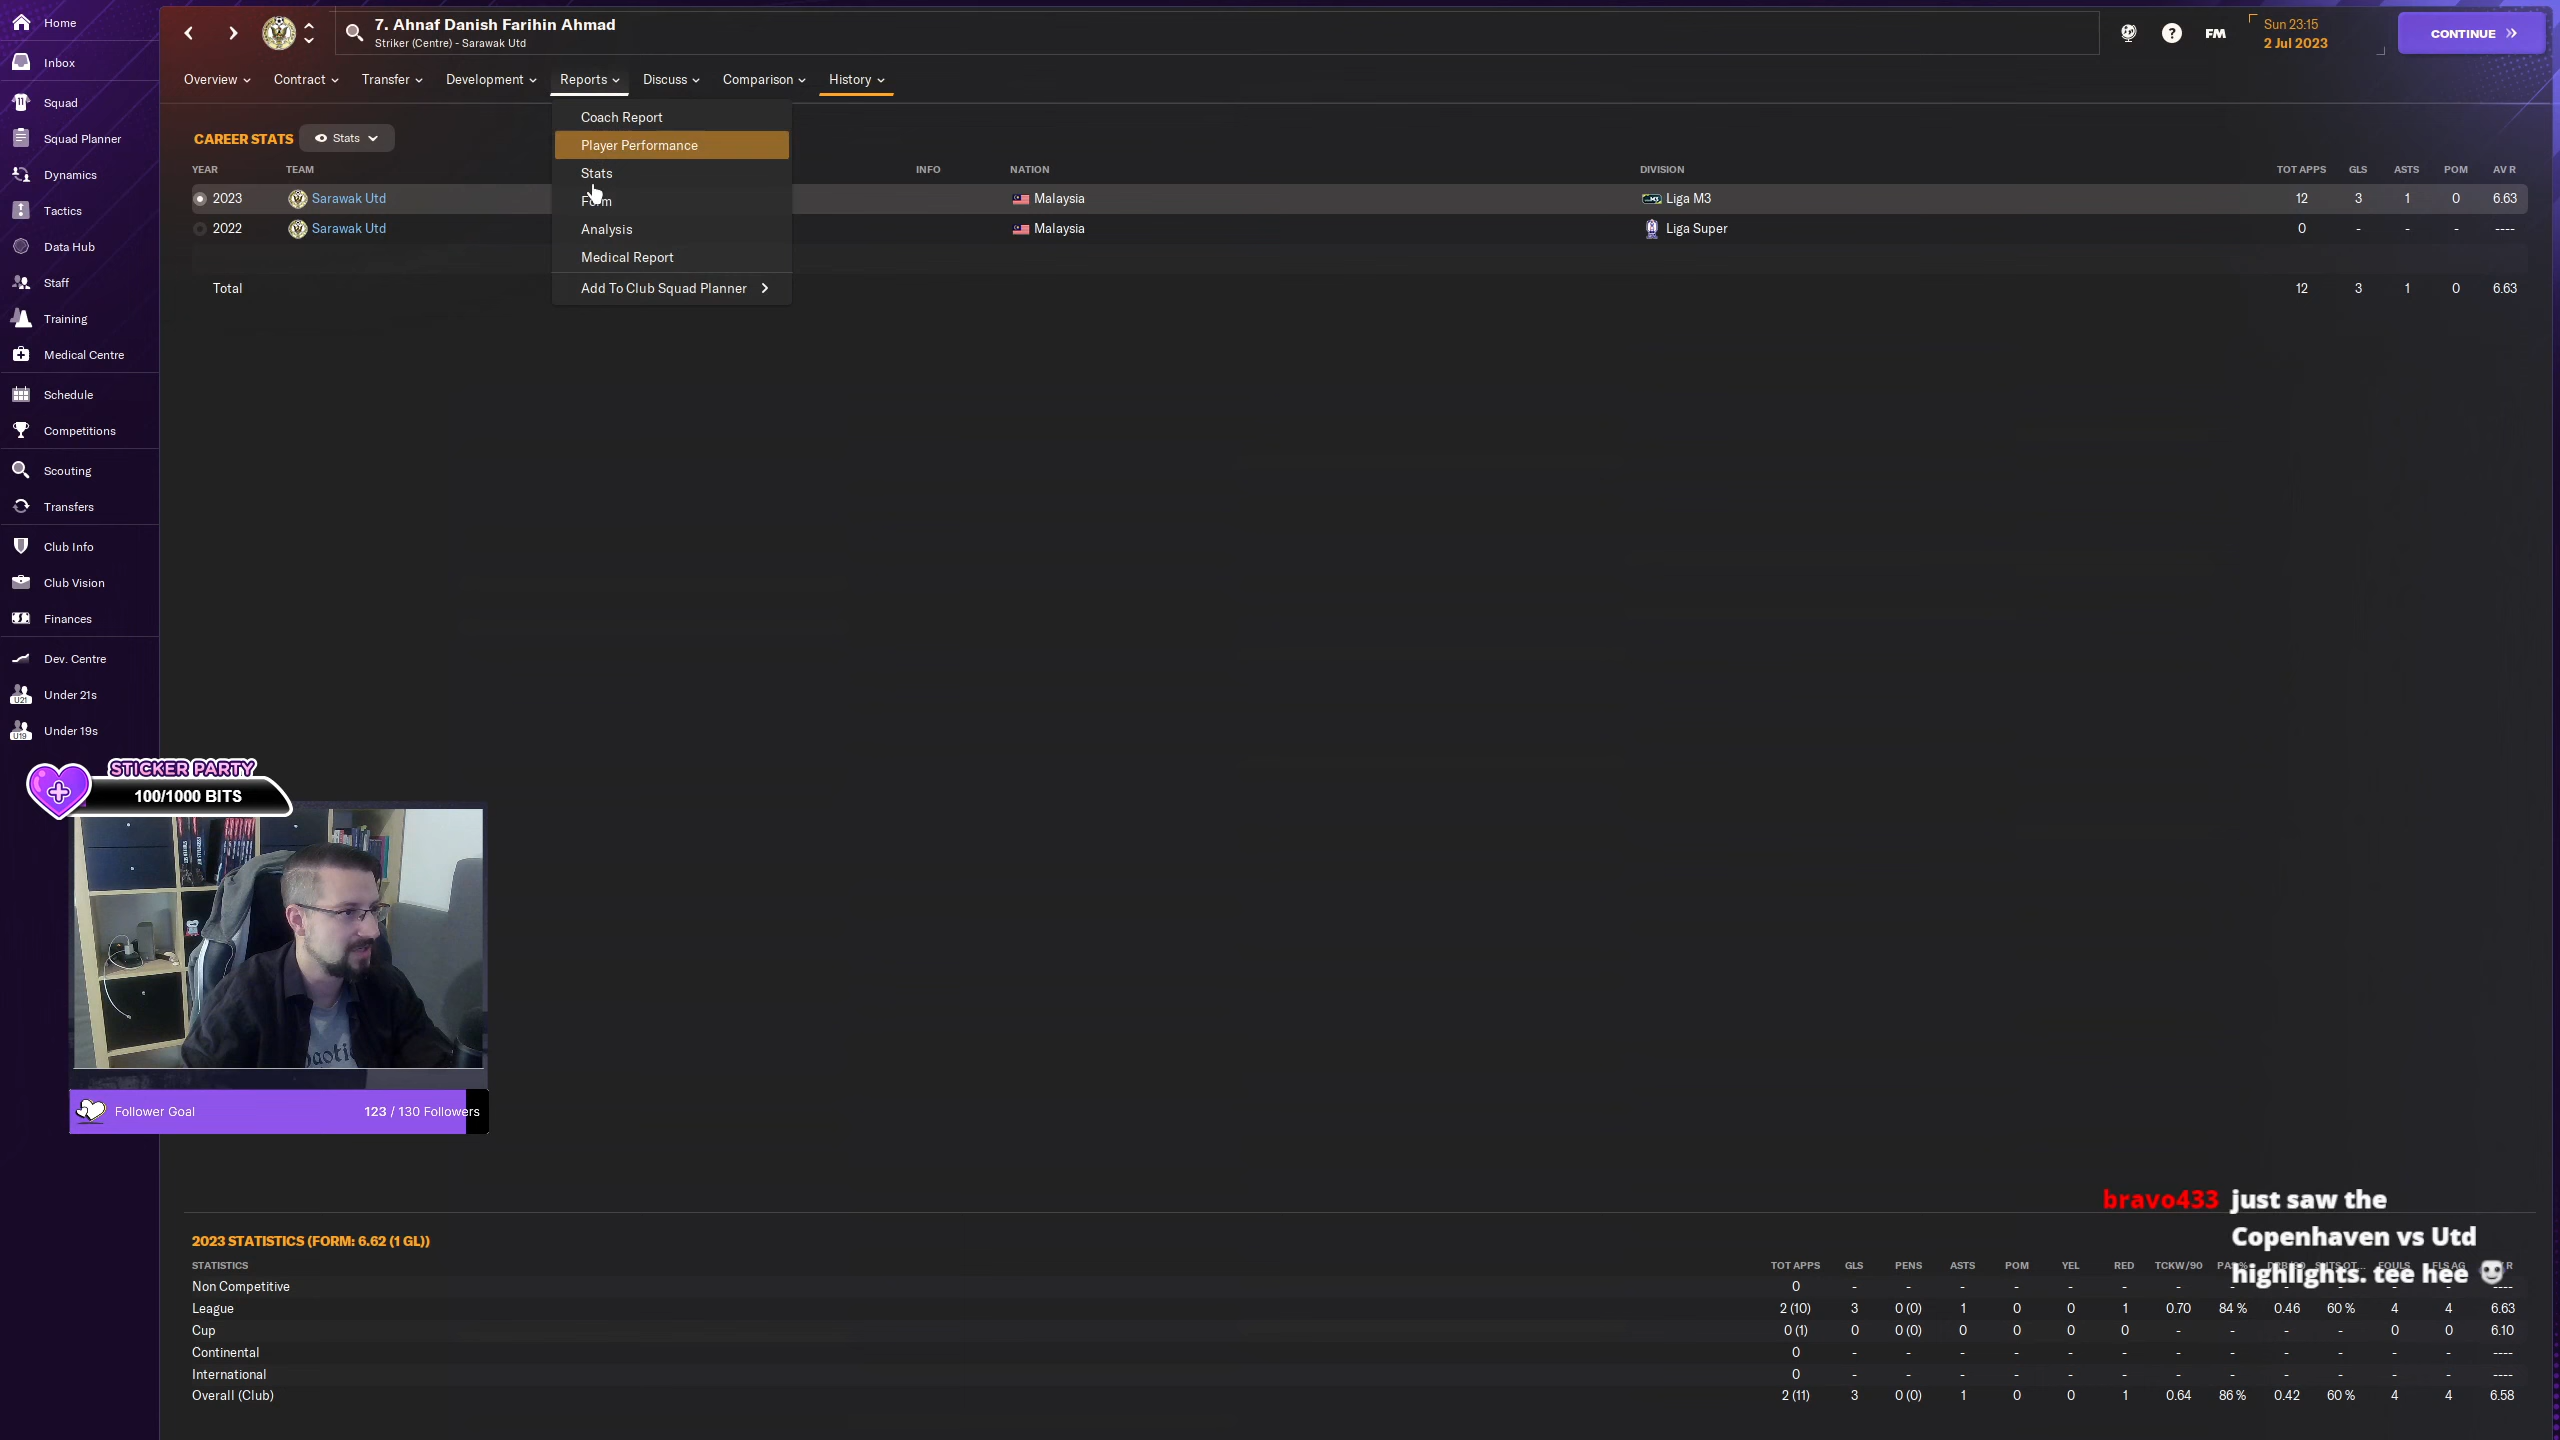 Home
Inbox
Squad
Squad Planner
Dynamics
Tactics
Data Hub
Staff
Training
Medical Centre
Schedule
Competitions
Scouting
Transfers
Club Info
Club Vision
Finances
Dev. Centre
U21 Under 21s
U19 Under 19s
7. Ahnaf Danish Farihin Ahmad
Striker (Centre) - Sarawak Utd
FM
Sun 23:15
2 Jul 2023
CONTINUE
Overview Contract Transfer Development Reports Discuss Comparison History
Coach Report
Player Performance
Stats
Form
Analysis
Medical Report
Add To Club Squad Planner
CAREER STATS Stats
YEAR TEAM INFO NATION DIVISION TOT APPS GLS ASTS POM AV R
2023 Sarawak Utd Malaysia Liga M3 12 3 1 0 6.63
2022 Sarawak Utd Malaysia Liga Super 0 - - - ----
Total 12 3 1 0 6.63
STICKER PARTY
100/1000 BITS
Follower Goal 123 / 130 Followers
bravo433 just saw the
Copenhaven vs Utd
highlights. tee hee
2023 STATISTICS (FORM: 6.62 (1 GL))
STATISTICS TOT APPS GLS PENS ASTS POM YEL RED TCKW/90
Non Competitive 0 - - - - - - - - - - - - ----
League 2 (10) 3 0 (0) 1 0 0 1 0.70 84 % 0.46 60 % 4 4 6.63
Cup 0 (1) 0 0 (0) 0 0 0 0 - - - - 0 0 6.10
Continental 0 - - - - - - - - - - - - ----
International 0 - - - - - - - - - - - - ----
Overall (Club) 2 (11) 3 0 (0) 1 0 0 1 0.64 86 % 0.42 60 % 4 4 6.58